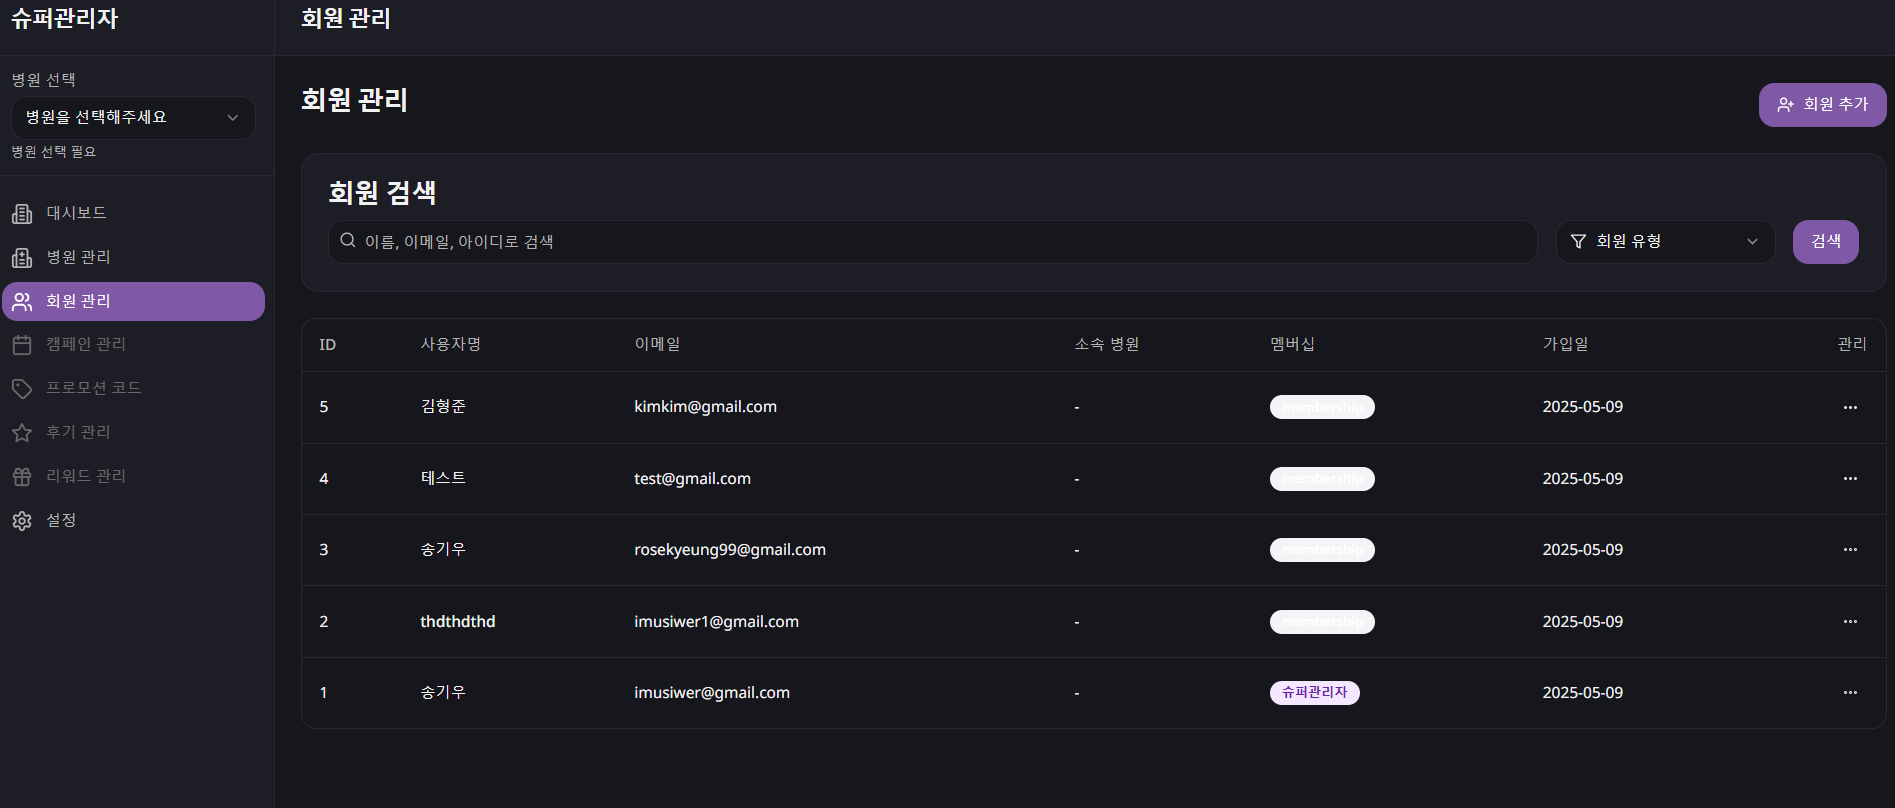 슈퍼관리자
회원 관리
병원 선택
병원을 선택해주세요
병원 선택 필요
대시보드
병원 관리
회원 관리
캠페인 관리
프로모션 코드
후기 관리
리워드 관리
설정
회원 관리
회원 추가
회원 검색
이름, 이메일, 아이디로 검색
회원 유형
검색
ID 사용자명 이메일 소속 병원 멤버십 가입일 관리
5 김형준 kimkim@gmail.com - membership 2025-05-09 ...
4 테스트 test@gmail.com - membership 2025-05-09 ...
3 송기우 rosekyeung99@gmail.com - membership 2025-05-09 ...
2 thdthdthd imusiwer1@gmail.com - membership 2025-05-09 ...
1 송기우 imusiwer@gmail.com - 슈퍼관리자 2025-05-09 ...